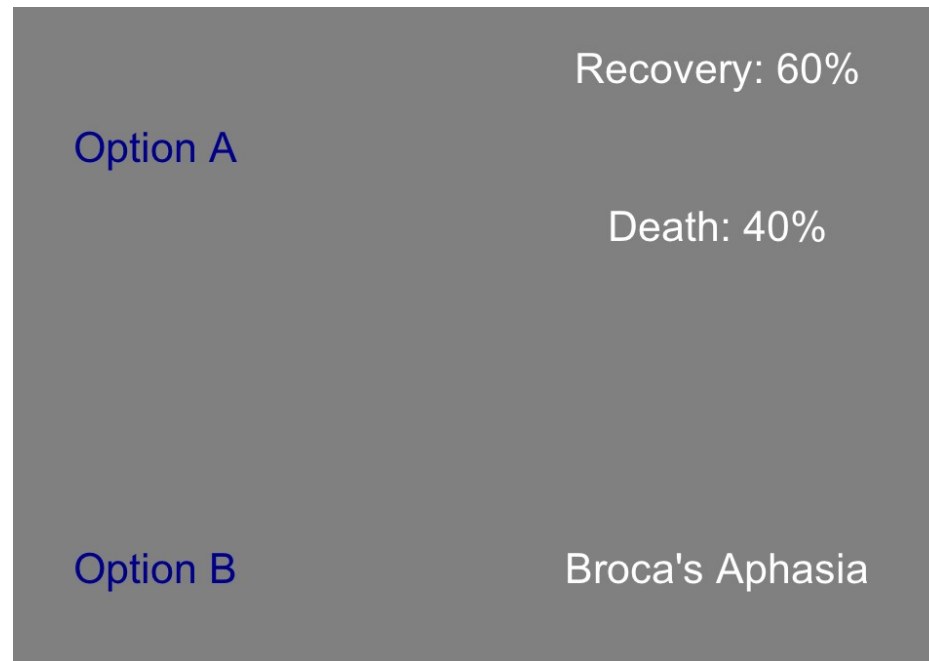 Recovery: 60%
Option A
Death: 40%
Option B
Broca's Aphasia